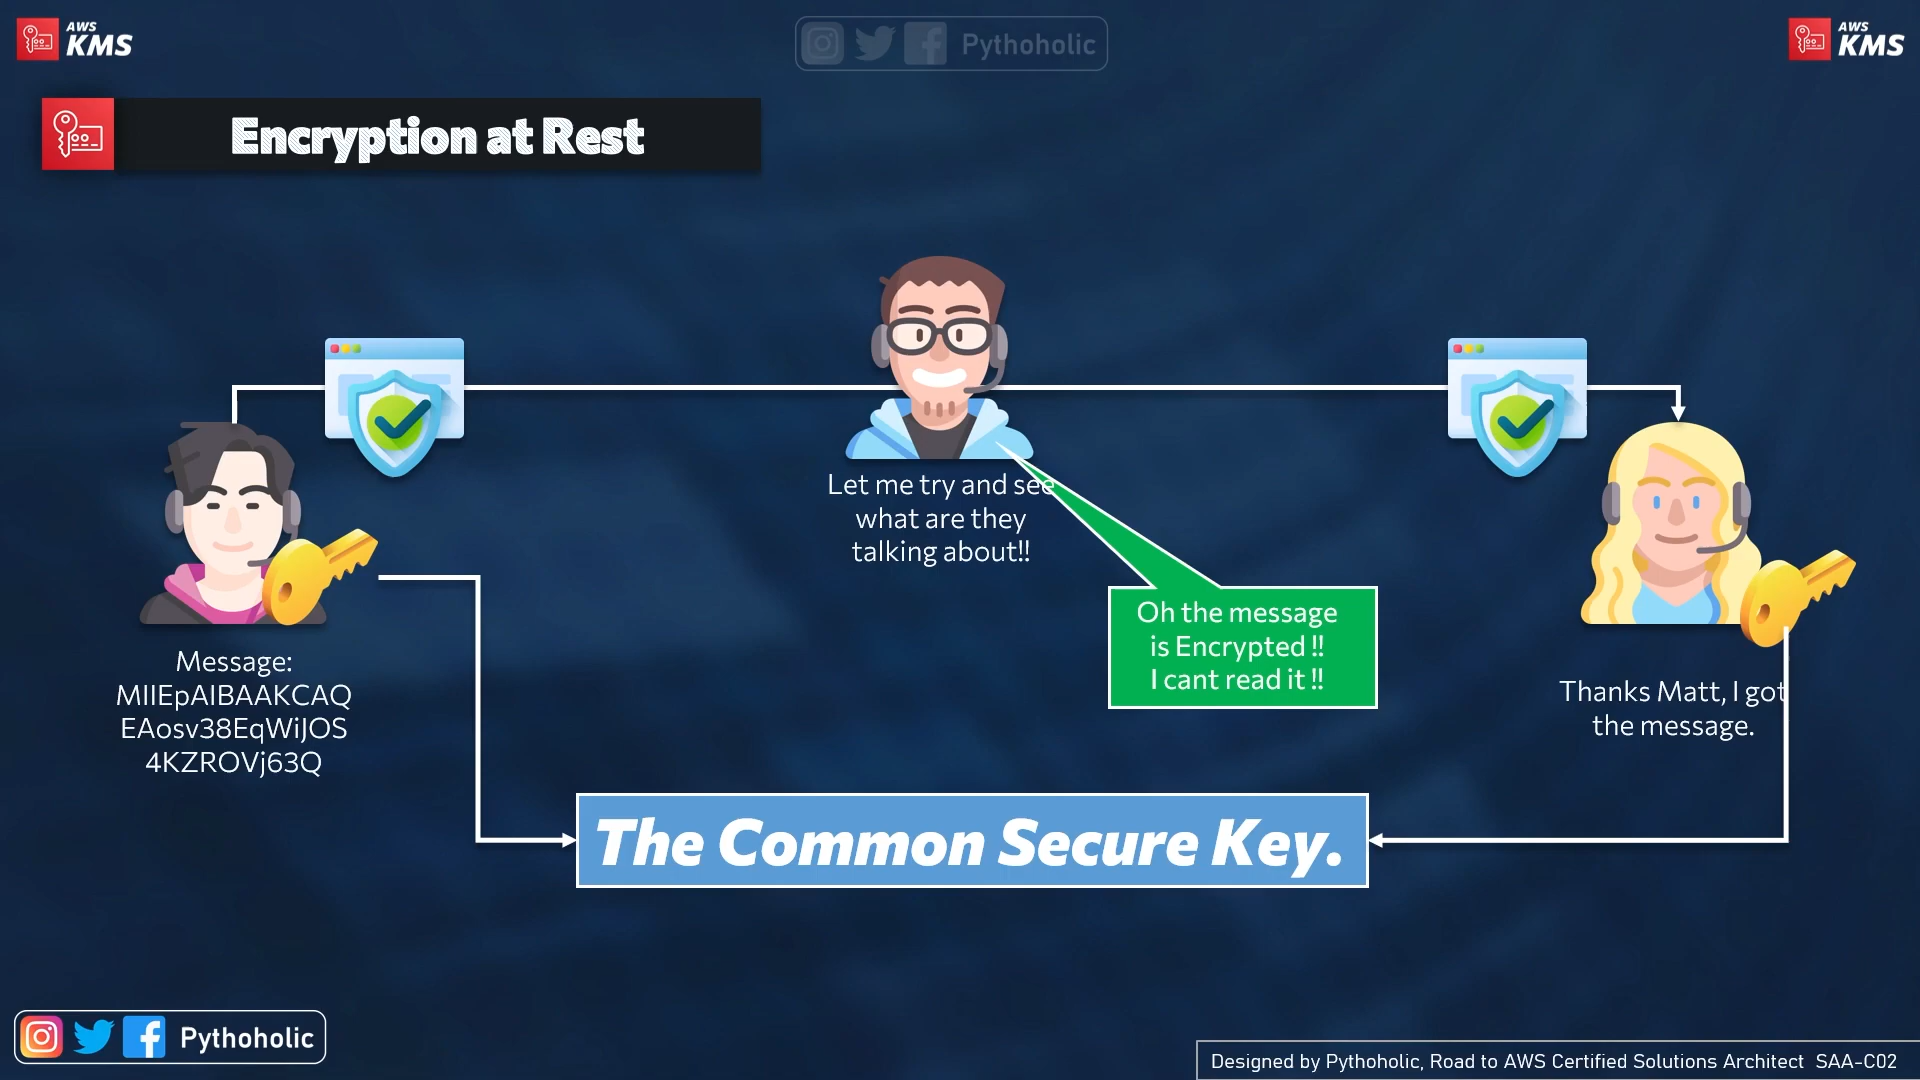 AWS
KMS
Pythoholic
AWS
KMS
Encryption at Rest
Let me try and see
what are they
talking about!!
Oh the message
is Encrypted !!
I cant read it !!
Message:
MIIEpAIBAAKCAQ
EAosv38EqWiJOS
4KZROVj63Q
Thanks Matt, I got
the message.
The Common Secure Key.
Pythoholic
Designed by Pythoholic, Road to AWS Certified Solutions Architect SAA-C02